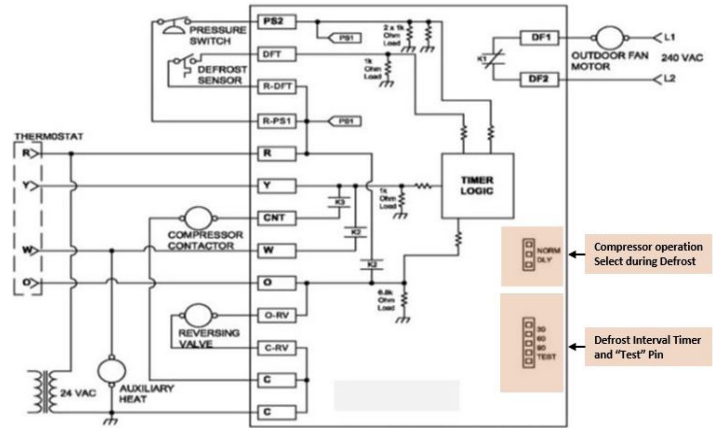 PRESSURE
SWITCH
DEFROST
SENSOR
THERMOSTAT
R
Y
W
O
COMPRESSOR
CONTACTOR
REVERSING
VALVE
24 VAC
AUXILIARY
HEAT
PS2
DFT
R-DFT
R-PS1
R
Y
CNT
W
O
O-RV
C-RV
C
C
PB1
2 x 1k
Ohm
Load
1k
Ohm
Load
PB1
K3
K2
K2
1k
Ohm
Load
6.8k
Ohm
Load
TIMER
LOGIC
K1
DF1
DF2
OUTDOOR FAN
MOTOR
L1
240 VAC
L2
NORM
DLY
Compressor operation
Select during Defrost
30
60
90
TEST
Defrost Interval Timer
and “Test” Pin